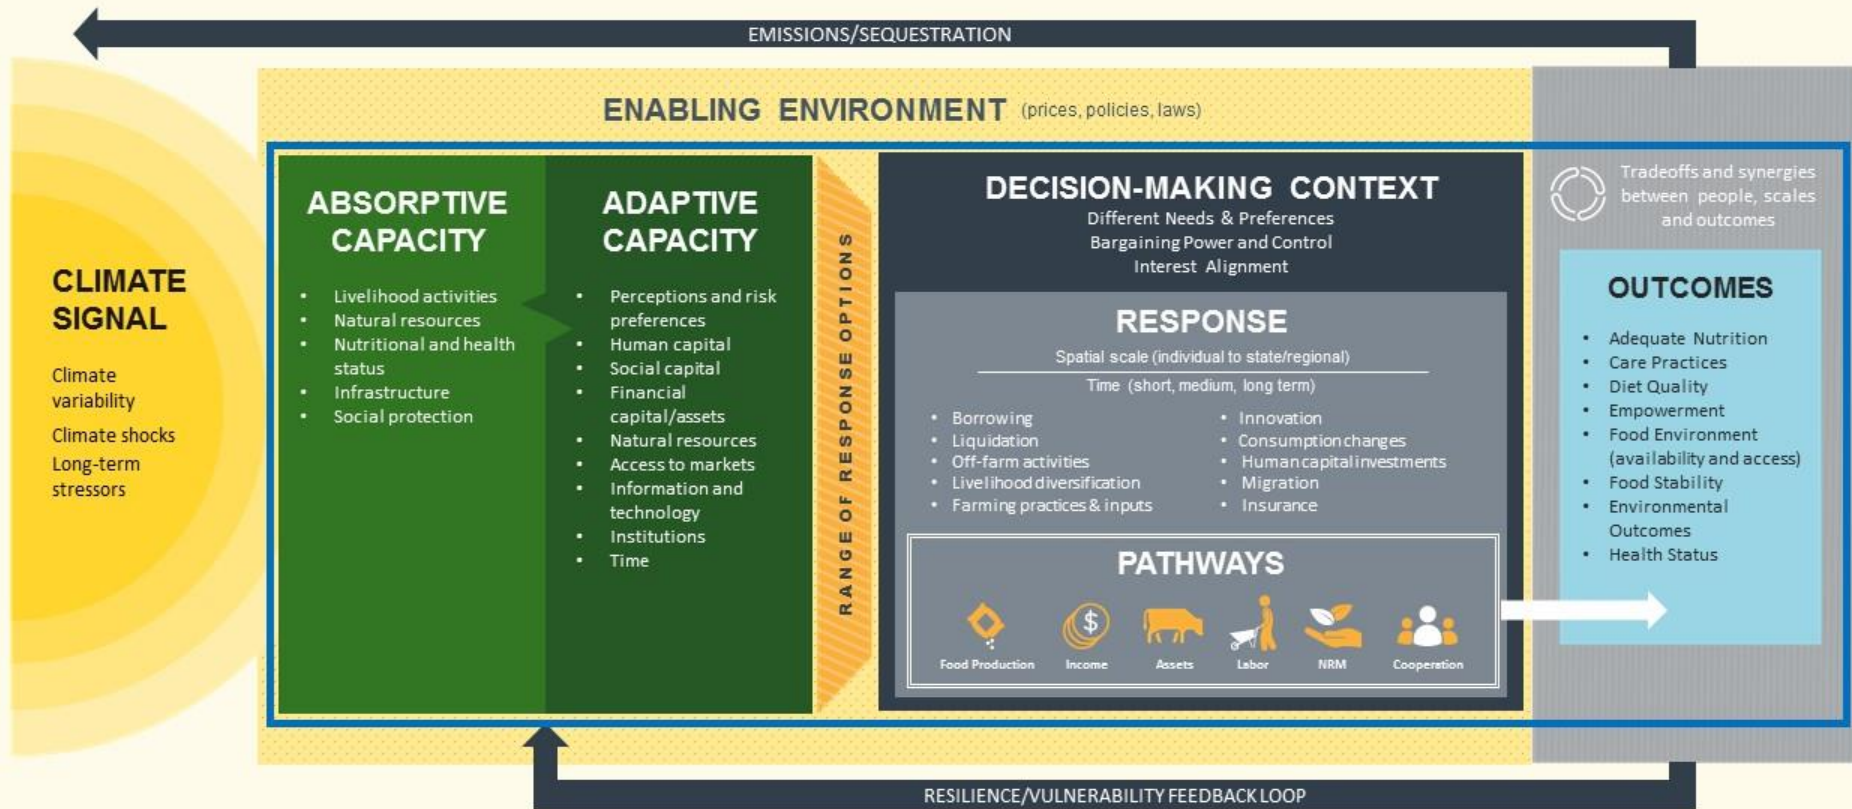 EMISSIONS/SEQUESTRATION
ENABLING ENVIRONMENT (prices, policies, laws)
CLIMATE
SIGNAL
Climate
variability
Climate shocks
Long-term
stressors
ABSORPTIVE
CAPACITY
• Livelihood activities
• Natural resources
• Nutritional and health
status
• Infrastructure
• Social protection
ADAPTIVE
CAPACITY
• Perceptions and risk
preferences
• Human capital
• Social capital
• Financial
capital/assets
• Natural resources
• Access to markets
• Information and
technology
• Institutions
• Time
RANGE OF RESPONSE OPTIONS
DECISION-MAKING CONTEXT
Different Needs & Preferences
Bargaining Power and Control
Interest Alignment
RESPONSE
Spatial scale (individual to state/regional)
Time (short, medium, long term)
• Borrowing
• Liquidation
• Off-farm activities
• Livelihood diversification
• Farming practices & inputs
• Innovation
• Consumption changes
• Human capital investments
• Migration
• Insurance
PATHWAYS
Food Production
$
Income
Assets
Labor
NRM
Cooperation
Tradeoffs and synergies
between people, scales
and outcomes
OUTCOMES
• Adequate Nutrition
• Care Practices
• Diet Quality
• Empowerment
• Food Environment
(availability and access)
• Food Stability
• Environmental
Outcomes
• Health Status
RESILIENCE/VULNERABILITY FEEDBACK LOOP